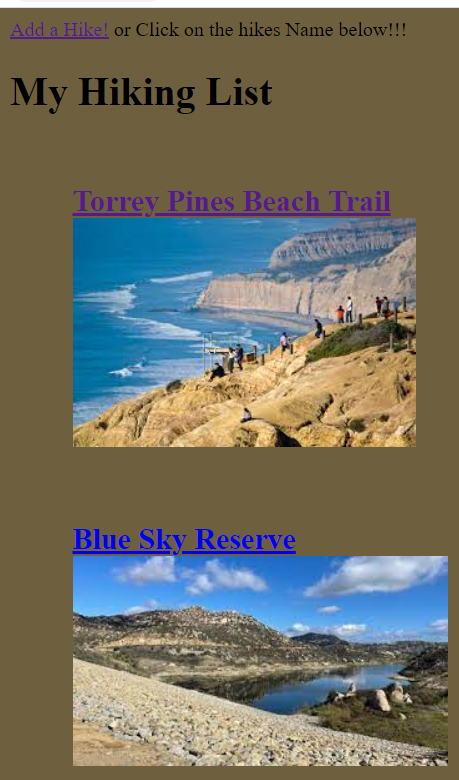 Add a Hike! or Click on the hikes Name below!!!
My Hiking List
Torrey Pines Beach Trail
Blue Sky Reserve